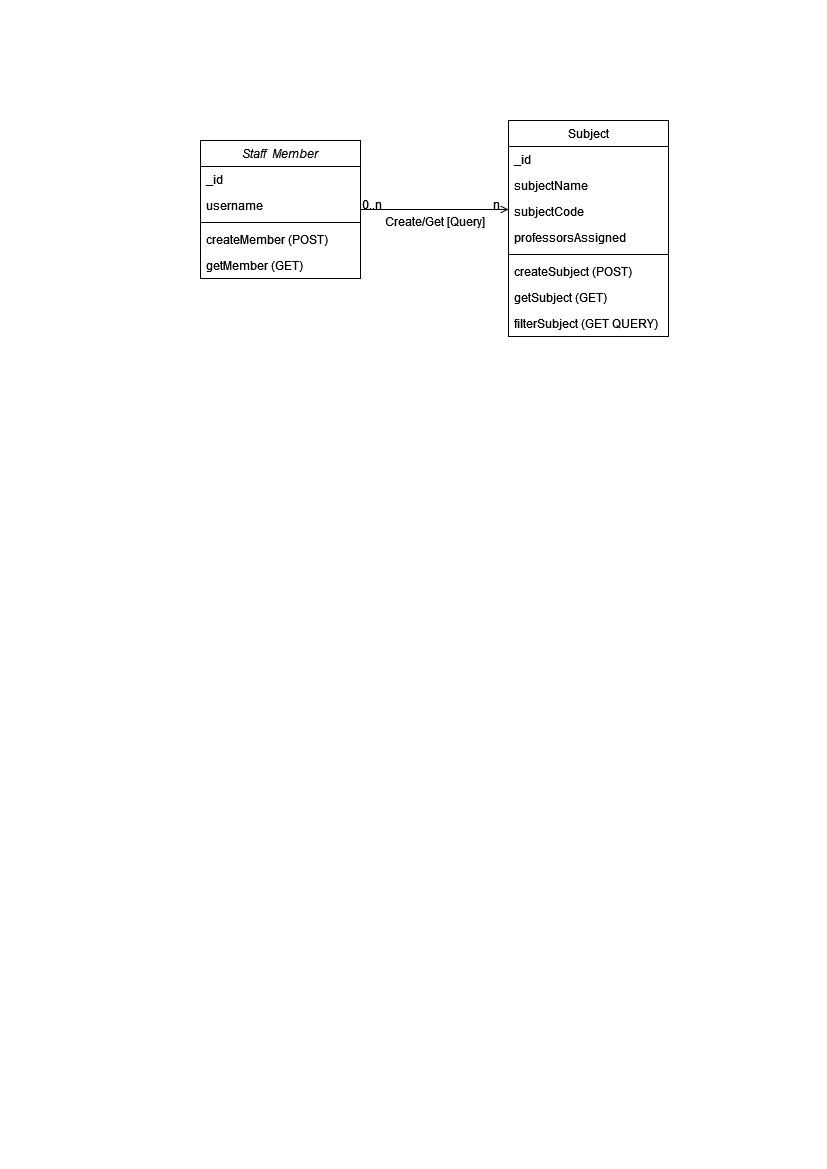 Staff Member
_id
username
createMember (POST)
getMember (GET)
0..n
n
Create/Get [Query]
Subject
_id
subjectName
subjectCode
professorsAssigned
createSubject (POST)
getSubject (GET)
filterSubject (GET QUERY)